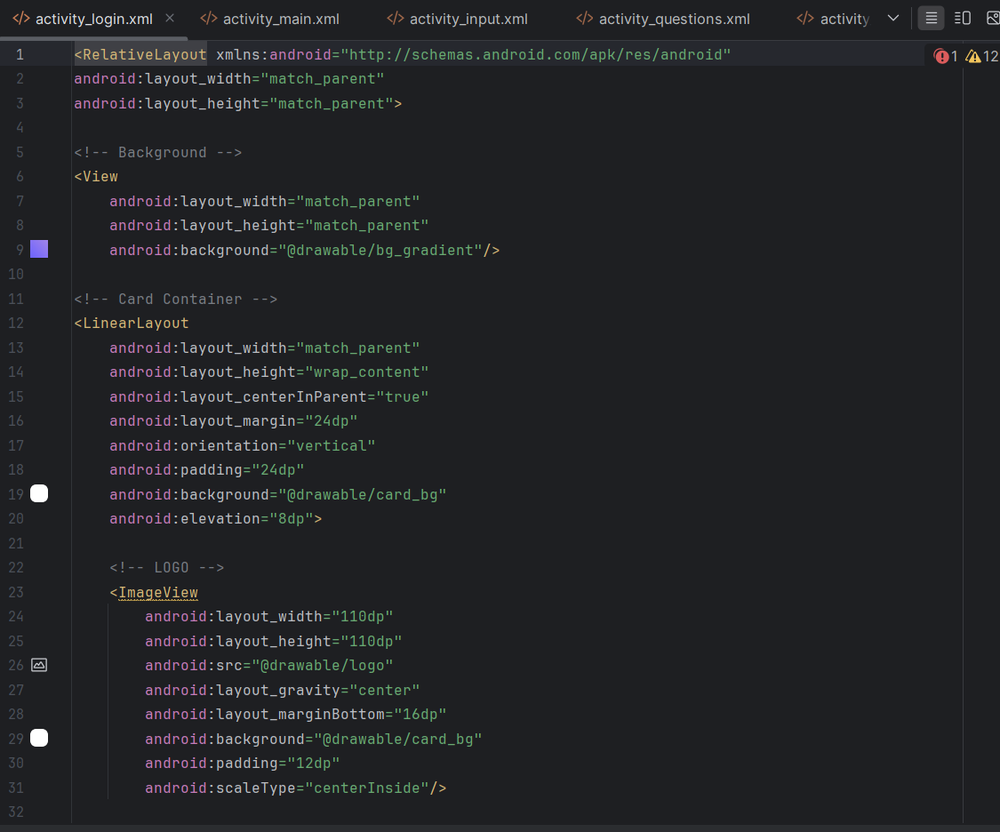 activity_login.xml activity_main.xml activity_input.xml activity_questions.xml activity
1 <RelativeLayout xmlns:android="http://schemas.android.com/apk/res/android" 1 12
2 android:layout_width="match_parent"
3 android:layout_height="match_parent">
4
5 <!-- Background -->
6 <View
7 android:layout_width="match_parent"
8 android:layout_height="match_parent"
9 android:background="@drawable/bg_gradient"/>
10
11 <!-- Card Container -->
12 <LinearLayout
13 android:layout_width="match_parent"
14 android:layout_height="wrap_content"
15 android:layout_centerInParent="true"
16 android:layout_margin="24dp"
17 android:orientation="vertical"
18 android:padding="24dp"
19 android:background="@drawable/card_bg"
20 android:elevation="8dp">
21
22 <!-- LOGO -->
23 <ImageView
24 android:layout_width="110dp"
25 android:layout_height="110dp"
26 android:src="@drawable/logo"
27 android:layout_gravity="center"
28 android:layout_marginBottom="16dp"
29 android:background="@drawable/card_bg"
30 android:padding="12dp"
31 android:scaleType="centerInside"/>
32